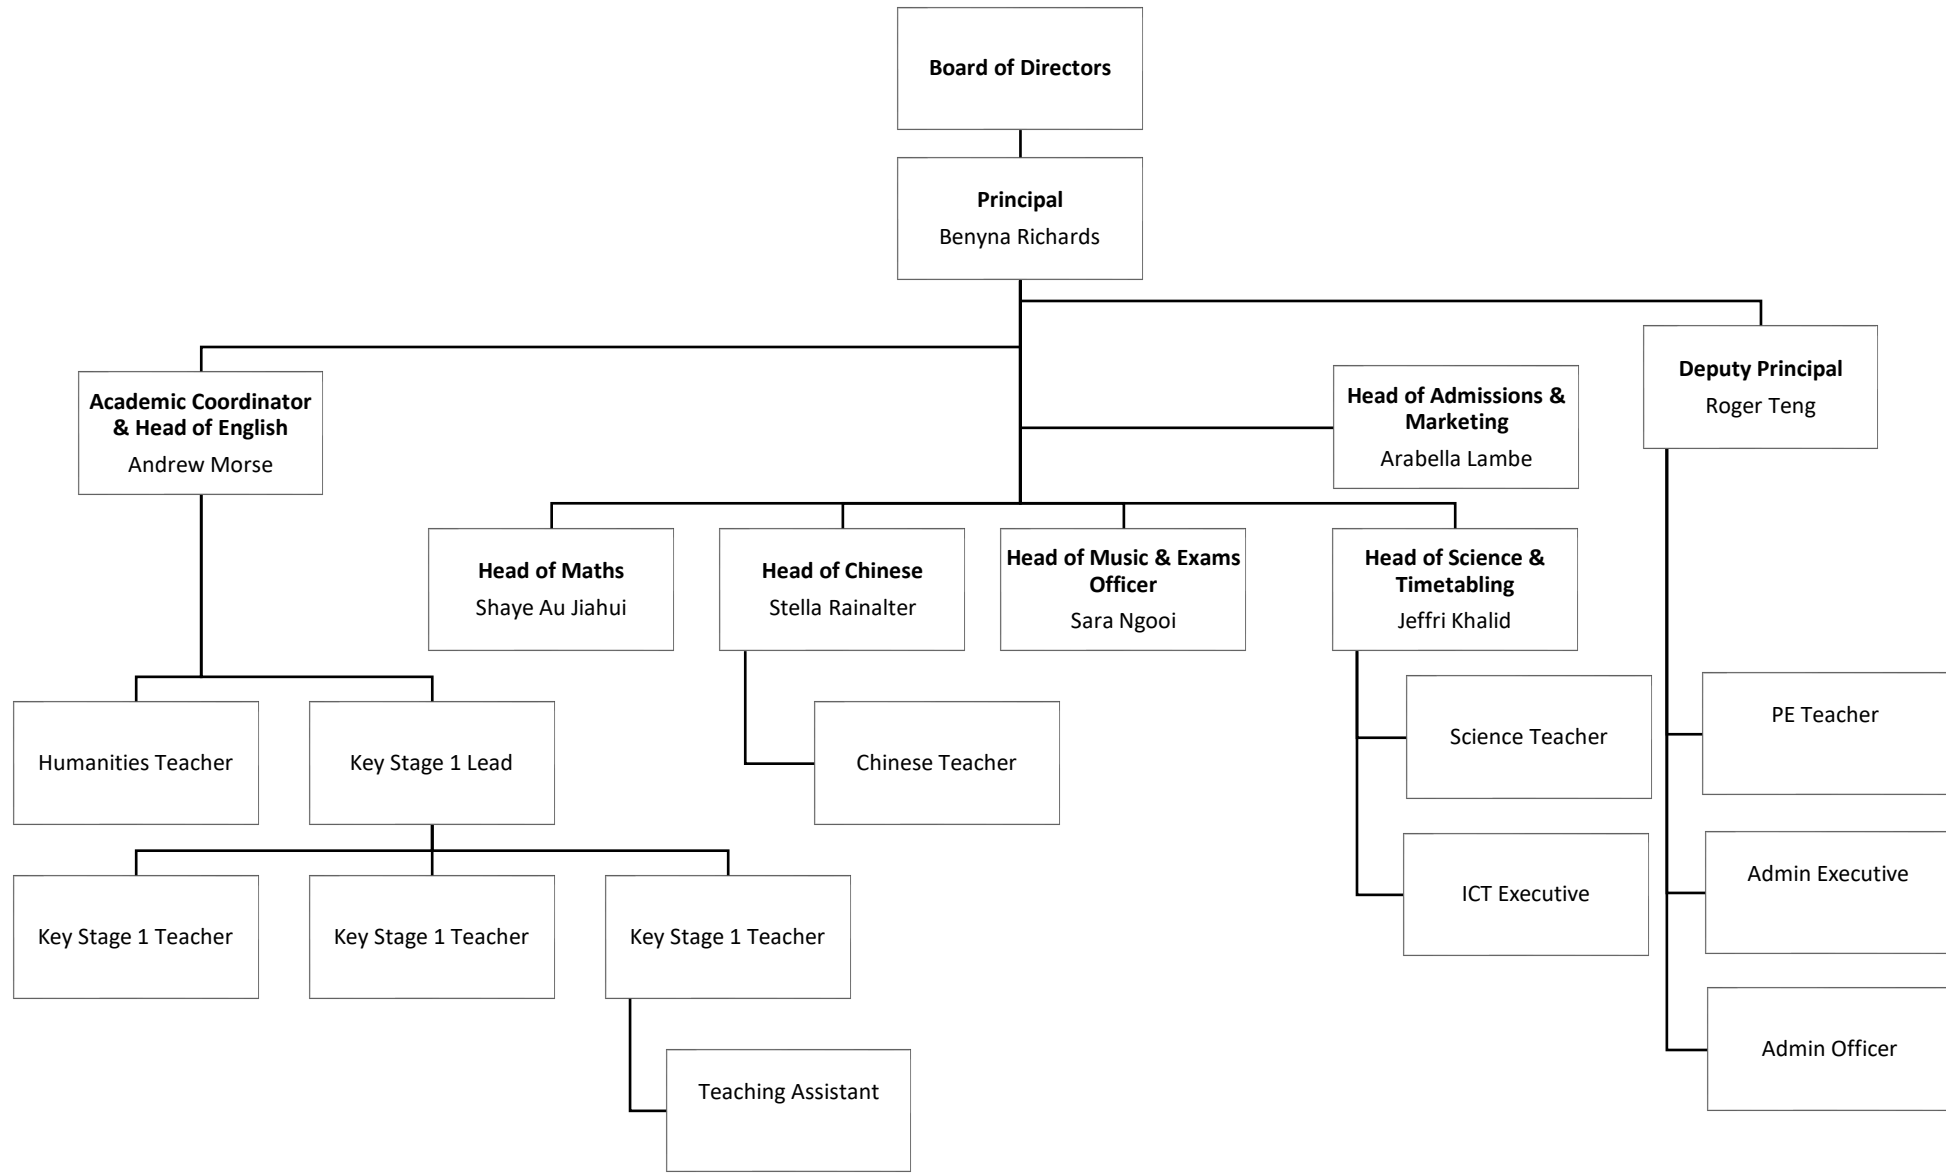 Board of Directors
Principal
Benyna Richards
Deputy Principal
Roger Teng
Academic Coordinator
& Head of English
Andrew Morse
Head of Admissions &
Marketing
Arabella Lambe
Head of Maths
Shaye Au Jiahui
Head of Chinese
Stella Rainalter
Head of Music & Exams
Officer
Sara Ngooi
Head of Science &
Timetabling
Jeffri Khalid
Humanities Teacher
Key Stage 1 Lead
Chinese Teacher
Science Teacher
PE Teacher
Key Stage 1 Teacher
Key Stage 1 Teacher
Key Stage 1 Teacher
ICT Executive
Admin Executive
Teaching Assistant
Admin Officer